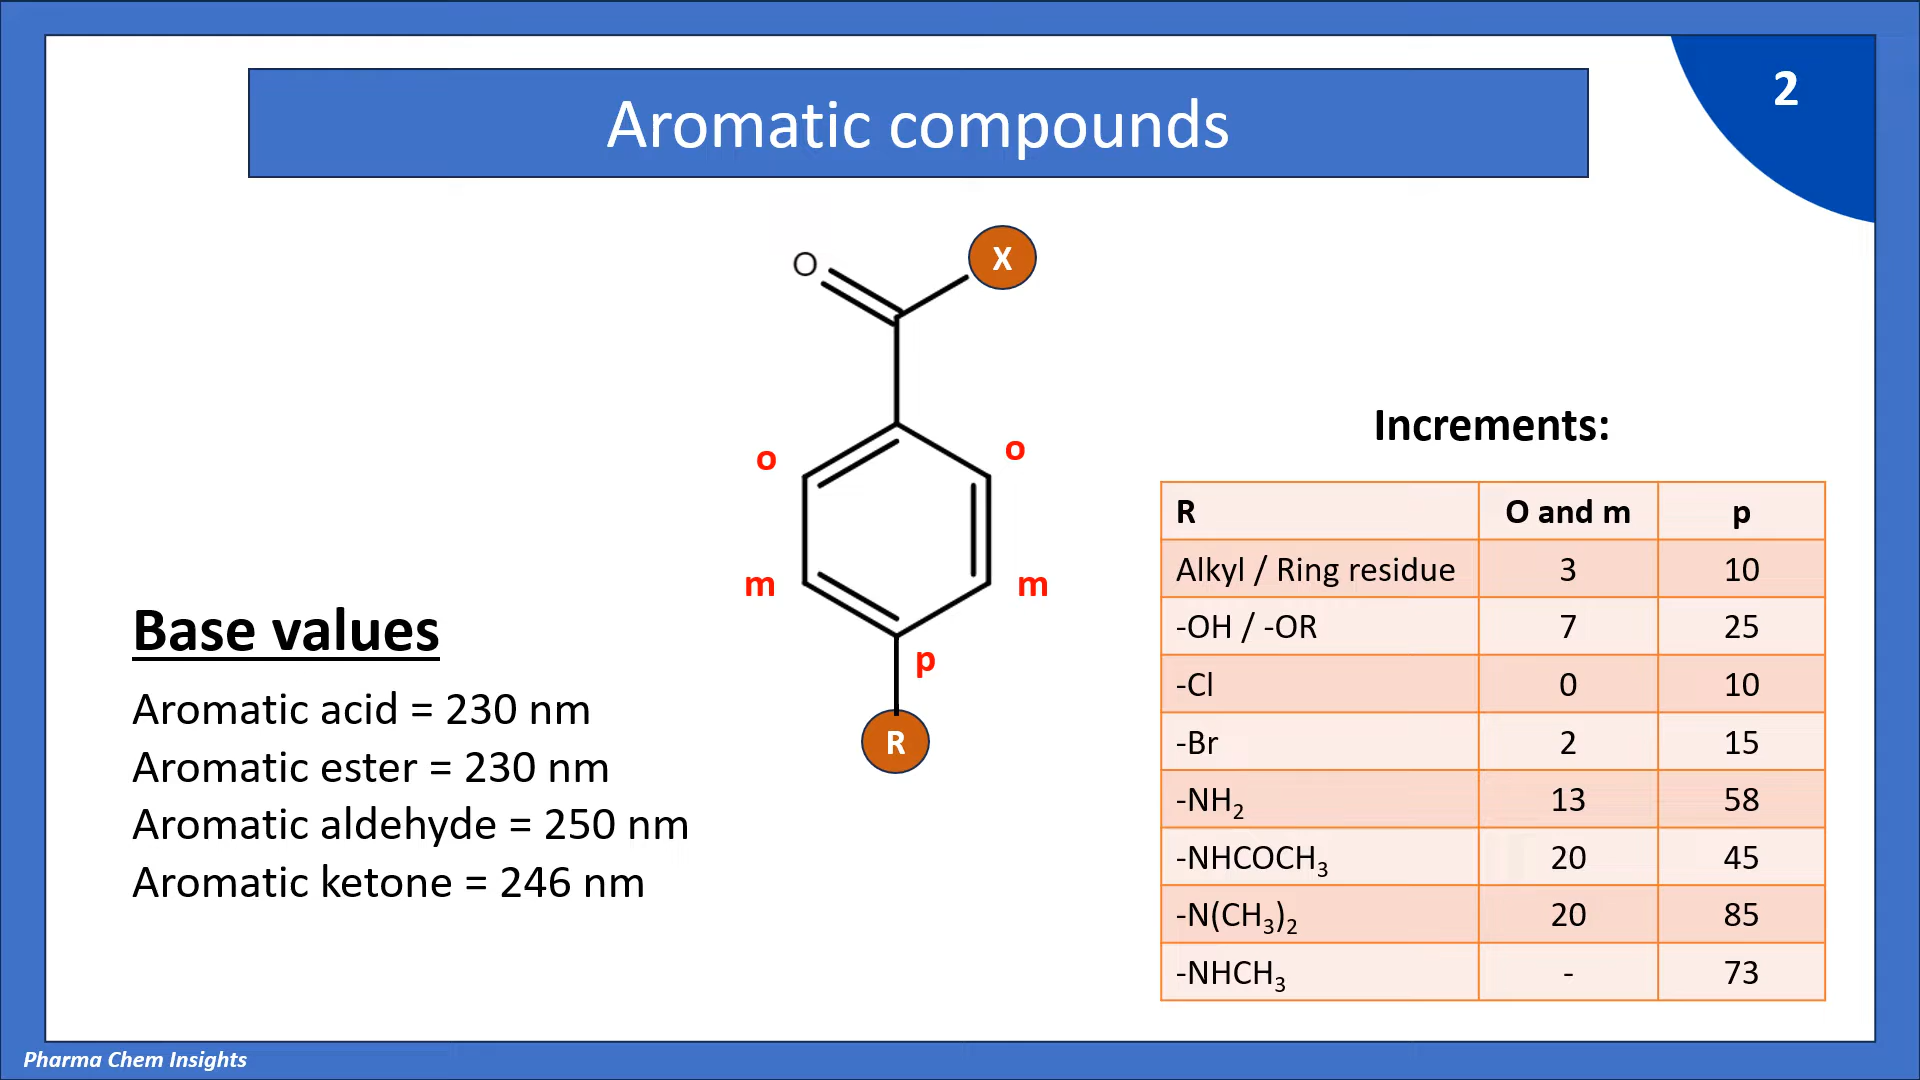 2
Aromatic compounds
O
X
o
o
m
m
p
R
Base values
Aromatic acid = 230 nm
Aromatic ester = 230 nm
Aromatic aldehyde = 250 nm
Aromatic ketone = 246 nm
Increments:
R O and m p
Alkyl / Ring residue 3 10
-OH / -OR 7 25
-Cl 0 10
-Br 2 15
-NH₂ 13 58
-NHCOCH₃ 20 45
-N(CH₃)₂ 20 85
-NHCH₃ - 73
Pharma Chem Insights